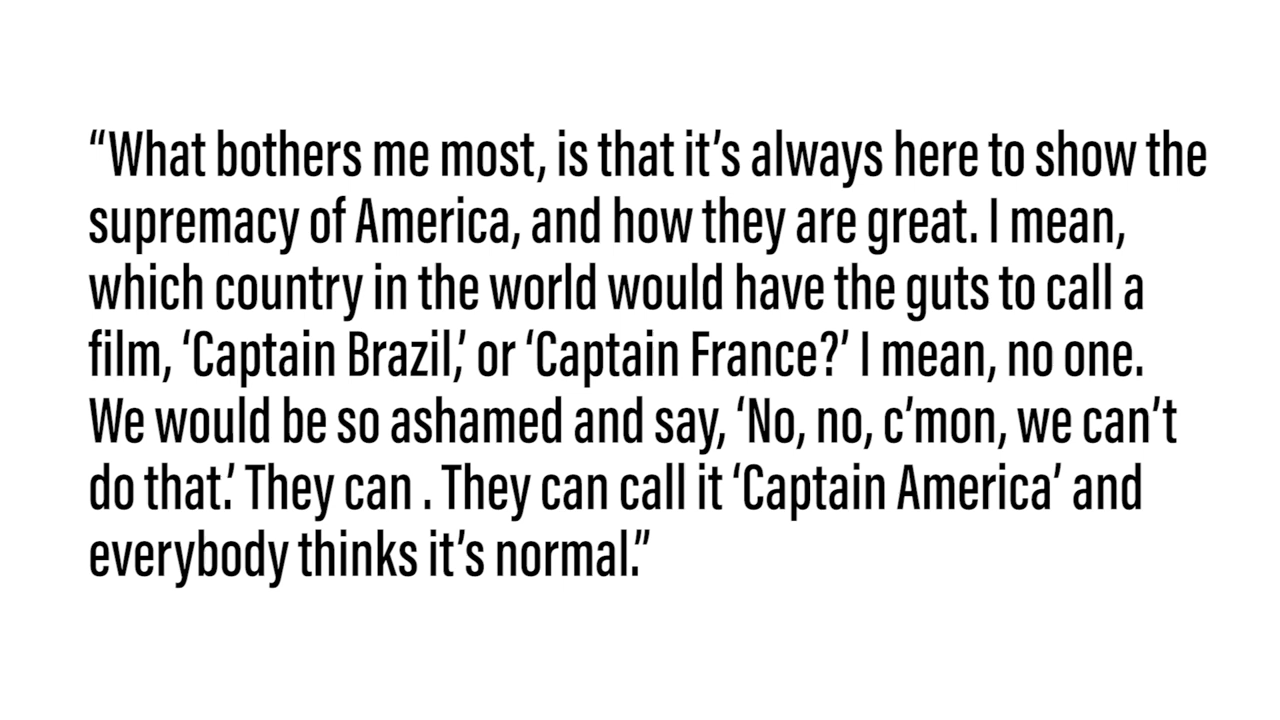 “What bothers me most, is that it’s always here to show the
supremacy of America, and how they are great. I mean,
which country in the world would have the guts to call a
film, ‘Captain Brazil,’ or ‘Captain France?’ I mean, no one.
We would be so ashamed and say, ‘No, no, c’mon, we can’t
do that.’ They can . They can call it ‘Captain America’ and
everybody thinks it’s normal.”